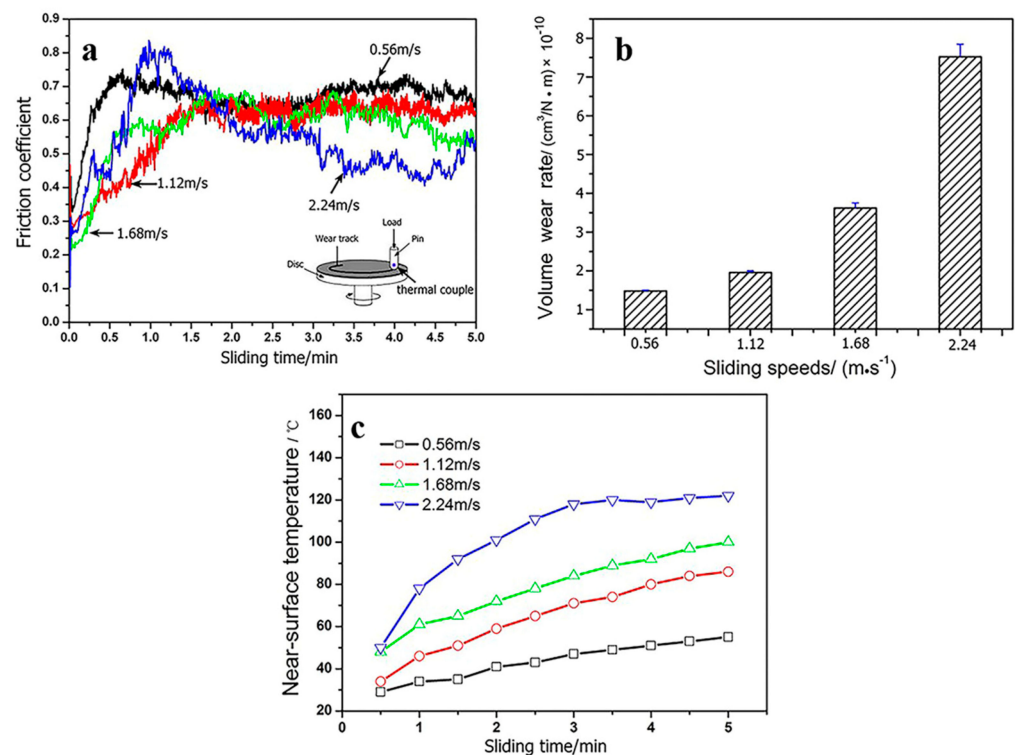 a
0.9
0.8
0.7
0.6
0.5
0.4
0.3
0.2
0.1
0.0
Friction coefficient
0.56m/s
1.12m/s
1.68m/s
2.24m/s
Load
Wear track
Pin
Disc
thermal couple
0.0 0.5 1.0 1.5 2.0 2.5 3.0 3.5 4.0 4.5 5.0
Sliding time/min
b
8
7
6
5
4
3
2
1
Volume wear rate/ (cm³/N•m) × 10⁻¹⁰
0.56 1.12 1.68 2.24
Sliding speeds/ (m•s⁻¹)
c
160
140
120
100
80
60
40
20
Near-surface temperature / ℃
0.56m/s
1.12m/s
1.68m/s
2.24m/s
0 1 2 3 4 5
Sliding time/min